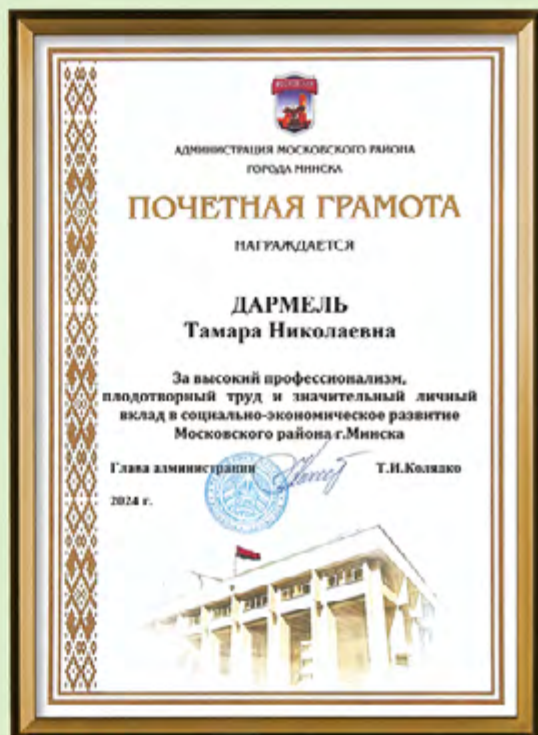 АДМИНИСТРАЦИЯ МОСКОВСКОГО РАЙОНА
ГОРОДА МИНСКА
ПОЧЕТНАЯ ГРАМОТА
НАГРАЖДАЕТСЯ
ДАРМЕЛЬ
Тамара Николаевна
За высокий профессионализм,
плодотворный труд и значительный личный
вклад в социально-экономическое развитие
Московского района г.Минска
Глава администрации Т.И.Колядко
2024 г.